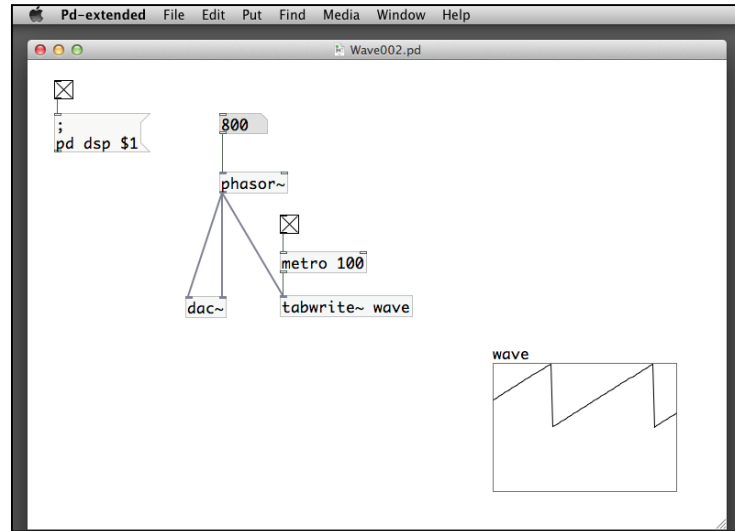 Pd-extended File Edit Put Find Media Window Help
Wave002.pd
;
pd dsp $1
800
phasor~
metro 100
dac~
tabwrite~ wave
wave